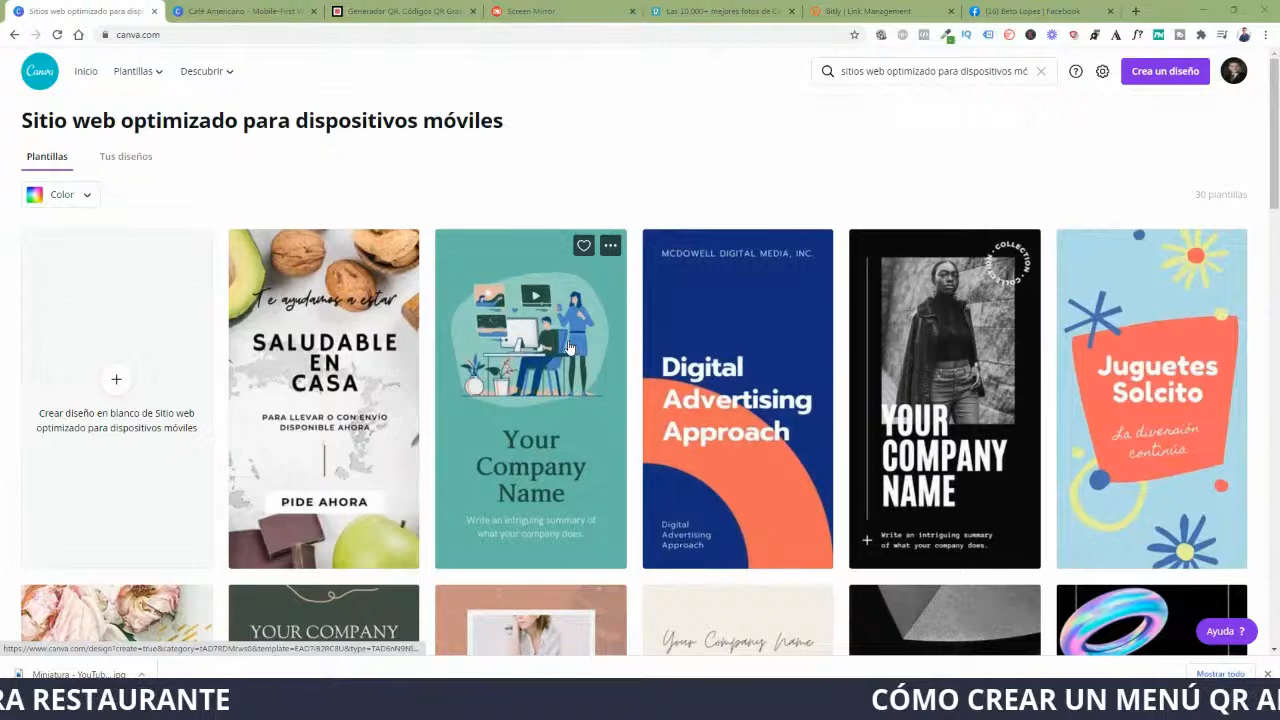 Sitios web optimizado para disp
Café Americano – Mobile-First W
Generador QR. Códigos QR Gra
Screen Mirror
Las 10.000+ mejores fotos de C
Bitly | Link Management
(16) Beto Lopes | Facebook
canva.com
Canva
Inicio
Plantillas
Descubrir
sitios web optimizado para dispositivos mó
Crea un diseño
Sitio web optimizado para dispositivos móviles
Plantillas
Tus diseños
Color
30 plantillas
Crear diseño en blanco de Sitio web
optimizado para dispositivos móviles
Te ayudamos a estar
SALUDABLE
EN
CASA
PARA LLEVAR O CON ENVÍO
DISPONIBLE AHORA
PIDE AHORA
Your
Company
Name
Write an intriguing summary of
what your company does.
MCDOWELL DIGITAL MEDIA, INC.
Digital
Advertising
Approach
Digital
Advertising
Approach
COLLECTION • COLLECTION •
YOUR
COMPANY
NAME
Write an intriguing summary
of what your company does.
Juguetes
Solcito
La diversión
continúa
YOUR COMPANY
Your Company Name
Ayuda ?
Miniatura - YouTub....jpg
Mostrar todo
RA RESTAURANTE
CÓMO CREAR UN MENÚ QR